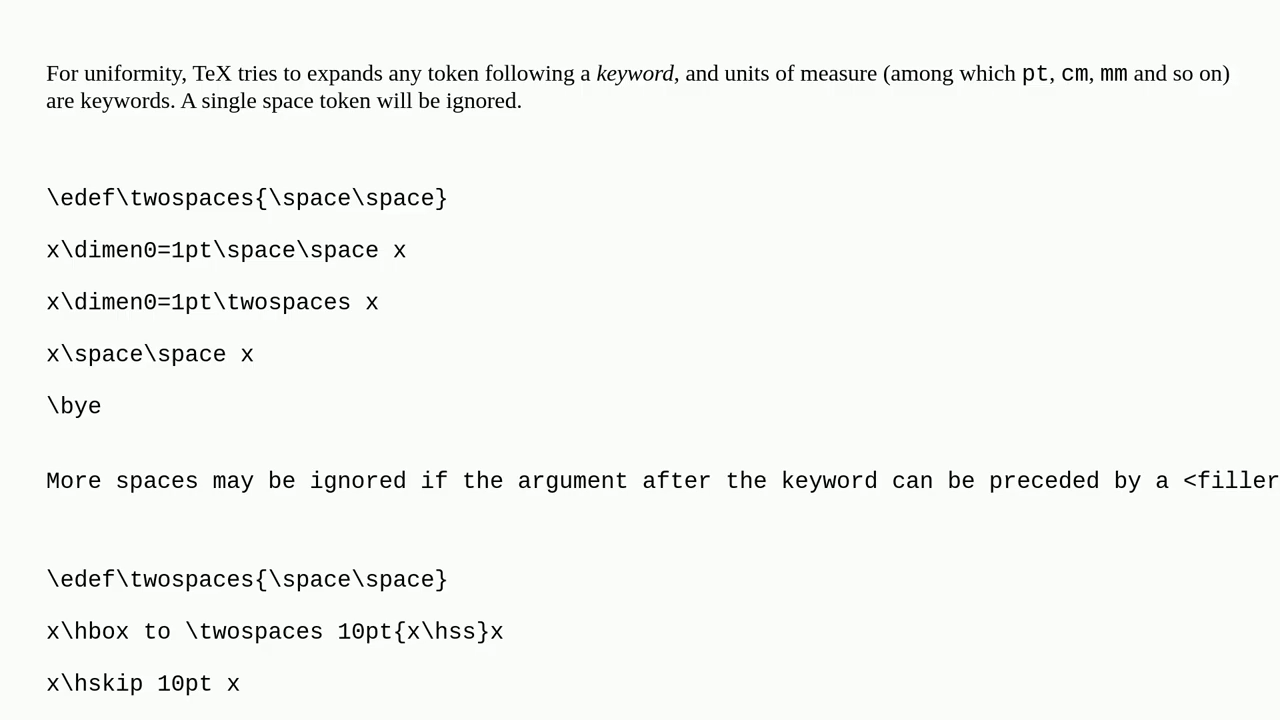 For uniformity, TeX tries to expands any token following a keyword, and units of measure (among which pt, cm, mm and so on)
are keywords. A single space token will be ignored.
\edef\twospaces{\space\space}
x\dimen0=1pt\space\space x
x\dimen0=1pt\twospaces x
x\space\space x
\bye
More spaces may be ignored if the argument after the keyword can be preceded by a <filler
\edef\twospaces{\space\space}
x\hbox to \twospaces 10pt{x\hss}x
x\hskip 10pt x